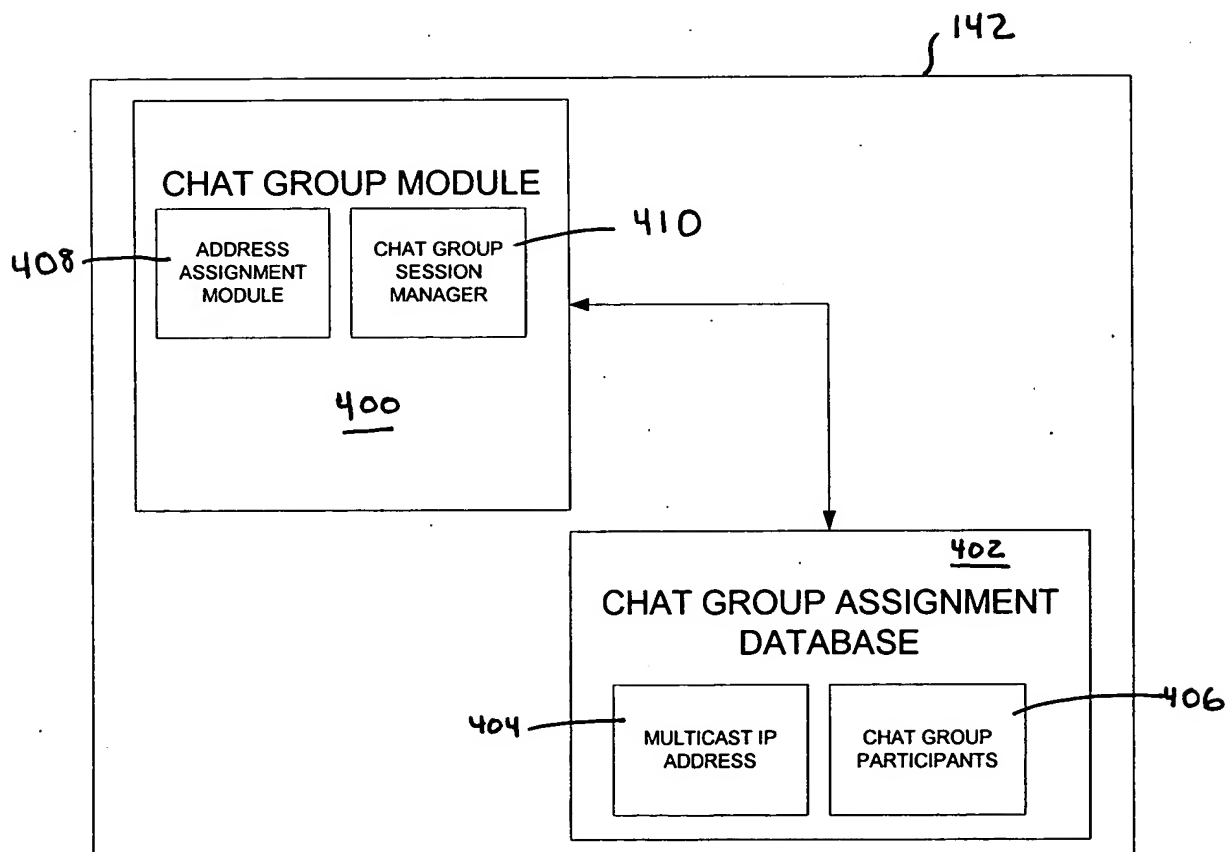 142
CHAT GROUP MODULE
408
ADDRESS
ASSIGNMENT
MODULE
CHAT GROUP
SESSION
MANAGER
410
400
402
CHAT GROUP ASSIGNMENT
DATABASE
404
MULTICAST IP
ADDRESS
CHAT GROUP
PARTICIPANTS
406